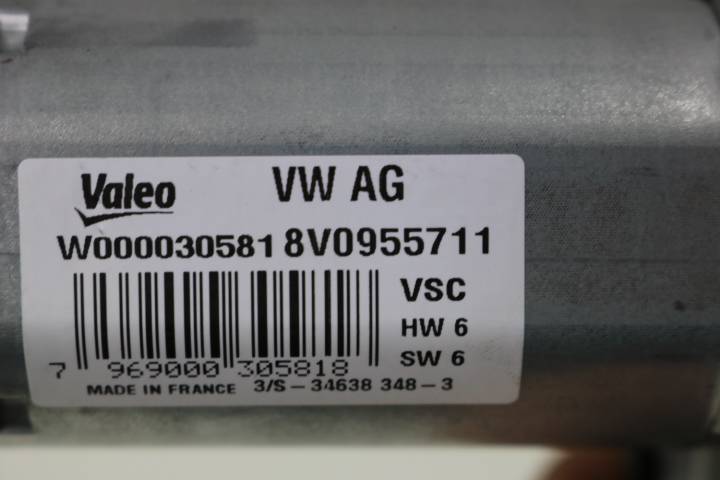 Valeo VW AG
W000030581 8V0955711
VSC
HW 6
SW 6
7 969000 305818
MADE IN FRANCE 3/S-34638 348-3